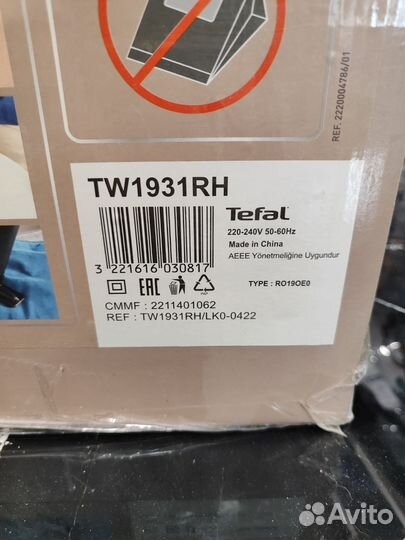 REF. 2220004786/01
TW1931RH
Tefal
220-240V 50-60Hz
Made in China
AEEE Yönetmeliğine Uygundur
3 221616 030817
TYPE : RO19OE0
EAC
CMMF : 2211401062
REF : TW1931RH/LK0-0422
Avito